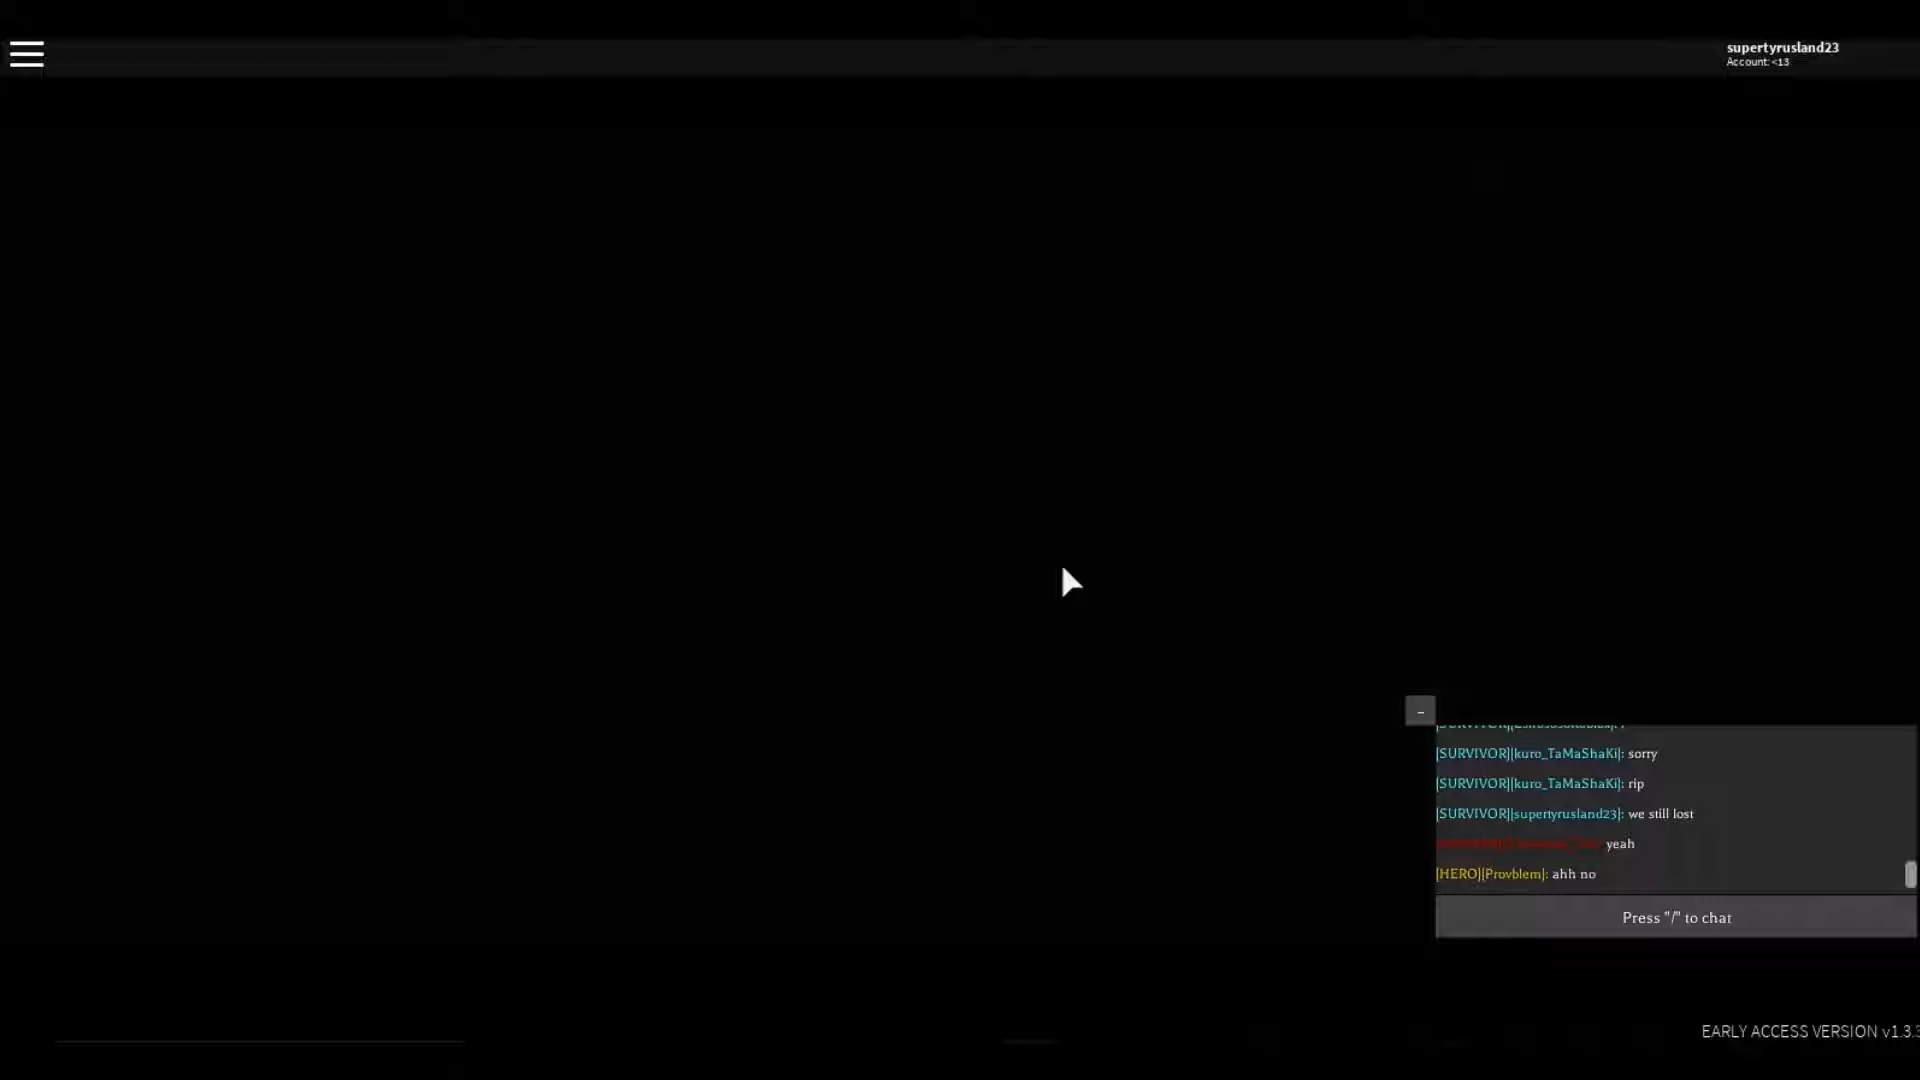 supertyrusland23
Account: <13
[SURVIVOR][kuro_TaMaShaKi]: sorry
[SURVIVOR][kuro_TaMaShaKi]: rip
[SURVIVOR][supertyrusland23]: we still lost
yeah
[HERO][Provblem]: ahh no
Press "/" to chat
EARLY ACCESS VERSION v1.3.3